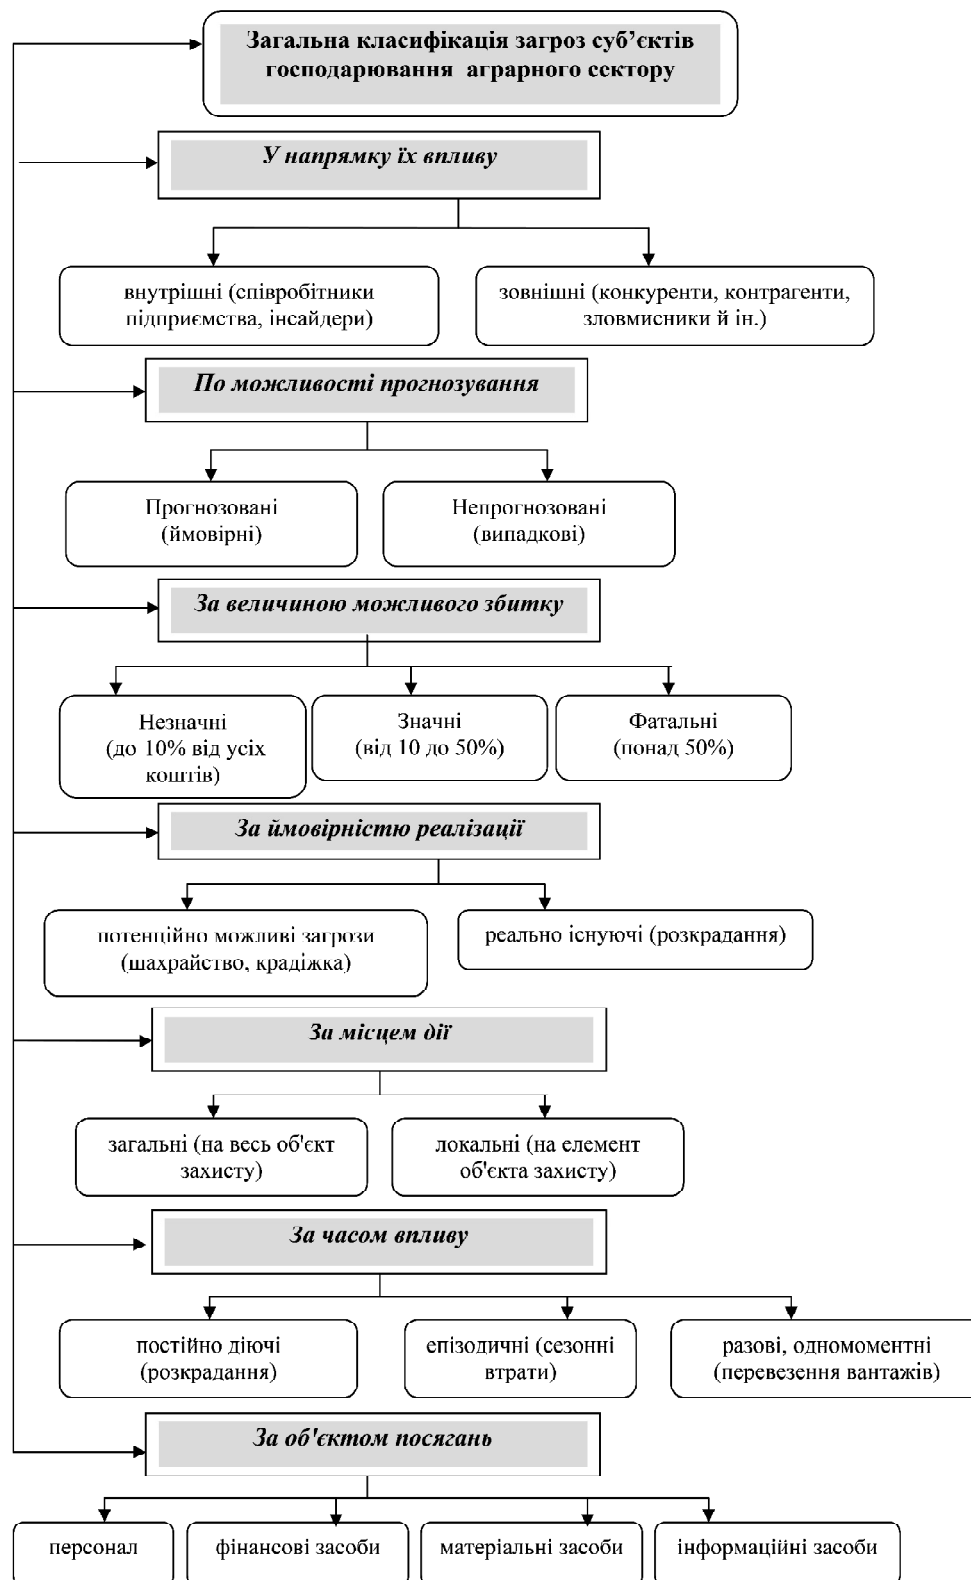 Загальна класифікація загроз суб’єктів
господарювання аграрного сектору
У напрямку їх впливу
внутрішні (співробітники
підприємства, інсайдери)
зовнішні (конкуренти, контрагенти,
зловмисники й ін.)
По можливості прогнозування
Прогнозовані
(ймовірні)
Непрогнозовані
(випадкові)
За величиною можливого збитку
Незначні
(до 10% від усіх
коштів)
Значні
(від 10 до 50%)
Фатальні
(понад 50%)
За ймовірністю реалізації
потенційно можливі загрози
(шахрайство, крадіжка)
реально існуючі (розкрадання)
За місцем дії
загальні (на весь об'єкт
захисту)
локальні (на елемент
об'єкта захисту)
За часом впливу
постійно діючі
(розкрадання)
епізодичні (сезонні
втрати)
разові, одномоментні
(перевезення вантажів)
За об'єктом посягань
персонал
фінансові засоби
матеріальні засоби
інформаційні засоби